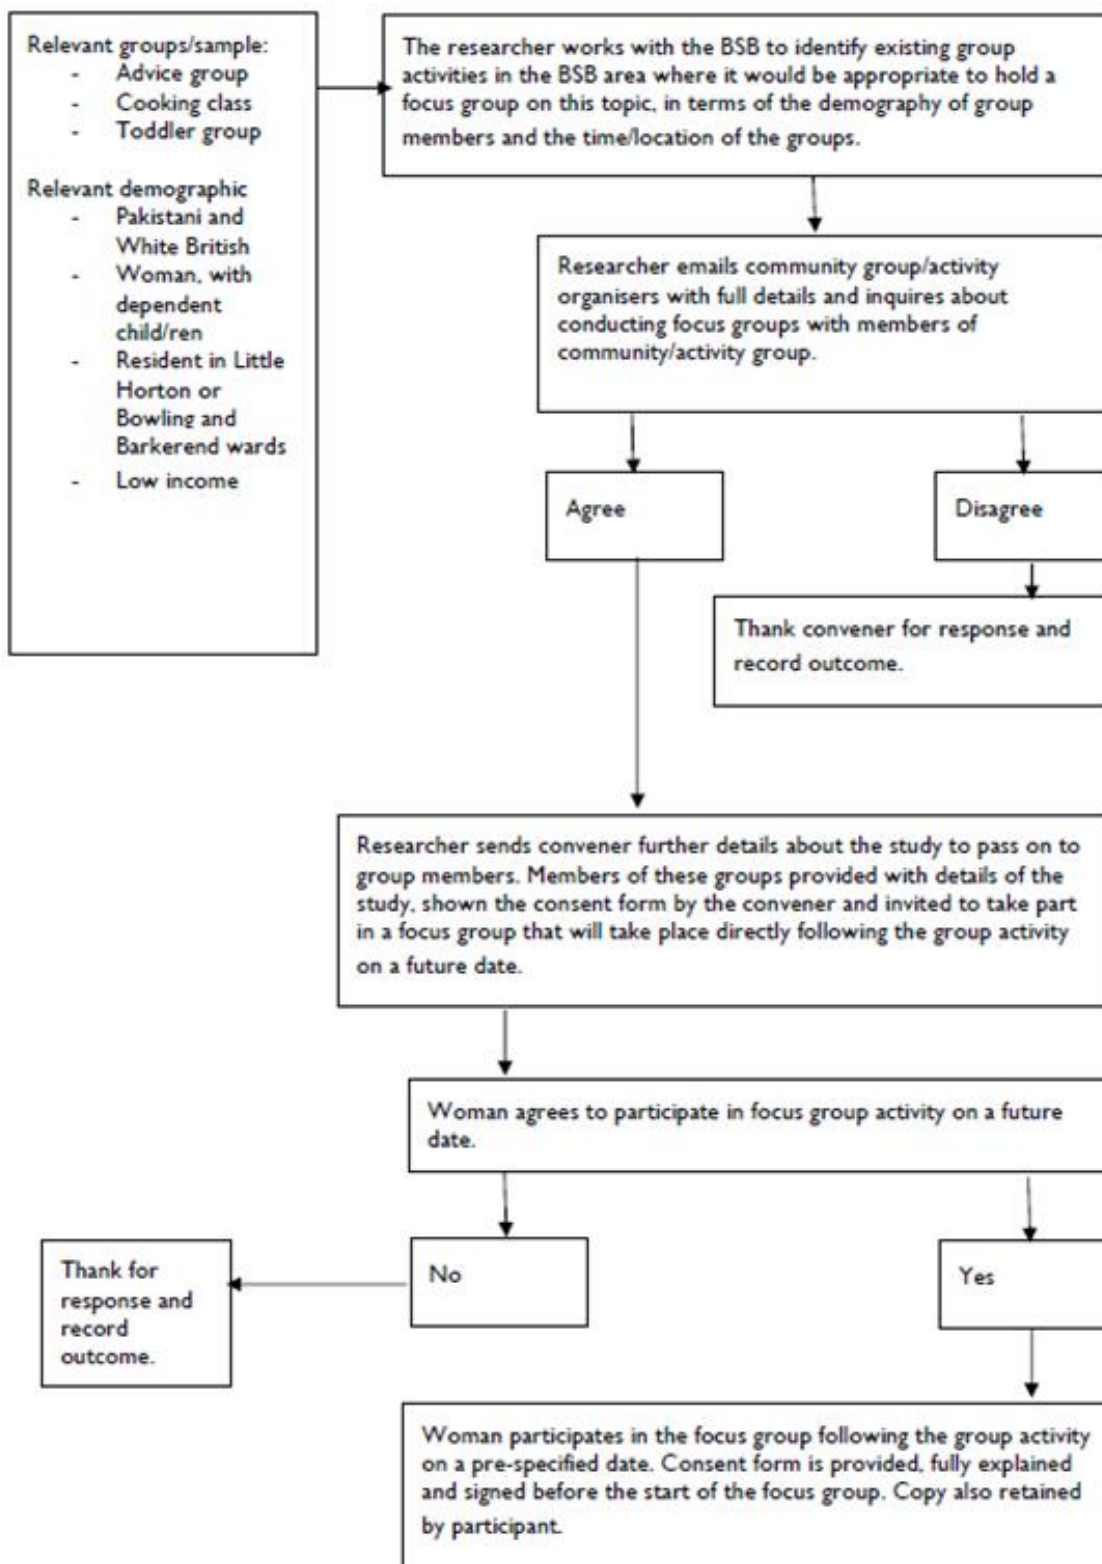 Relevant groups/sample:
- Advice group
- Cooking class
- Toddler group
Relevant demographic
- Pakistani and
White British
- Woman, with
dependent
child/ren
- Resident in Little
Horton or
Bowling and
Barkerend wards
- Low income
The researcher works with the BSB to identify existing group
activities in the BSB area where it would be appropriate to hold a
focus group on this topic, in terms of the demography of group
members and the time/location of the groups.
Researcher emails community group/activity
organisers with full details and inquires about
conducting focus groups with members of
community/activity group.
Agree
Disagree
Thank convener for response and
record outcome.
Researcher sends convener further details about the study to pass on to
group members. Members of these groups provided with details of the
study, shown the consent form by the convener and invited to take part
in a focus group that will take place directly following the group activity
on a future date.
Woman agrees to participate in focus group activity on a future
date.
No
Yes
Thank for
response and
record
outcome.
Woman participates in the focus group following the group activity
on a pre-specified date. Consent form is provided, fully explained
and signed before the start of the focus group. Copy also retained
by participant.